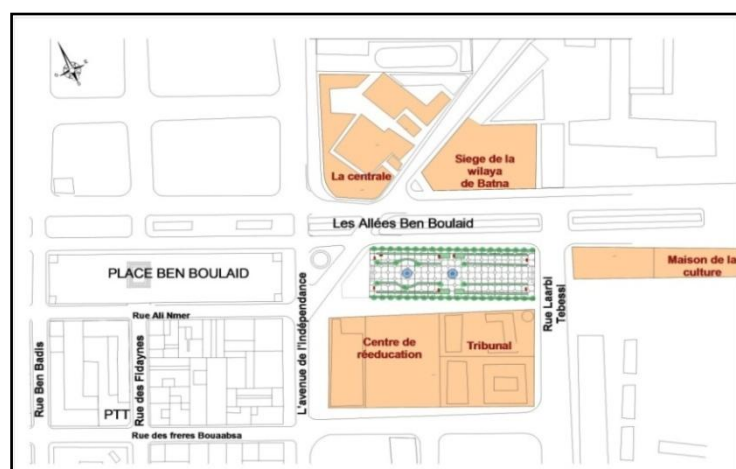 La centrale
Siege de la
wilaya
de Batna
Les Allées Ben Boulaid
PLACE BEN BOULAID
Maison de la
culture
Rue Ali Nmer
Rue Ben Badis
PTT
Rue des Fidaynes
L'avenue de l'Indépendance
Centre de
réeducation
Tribunal
Rue Laarbi
Tebessi
Rue des freres Bouaabsa